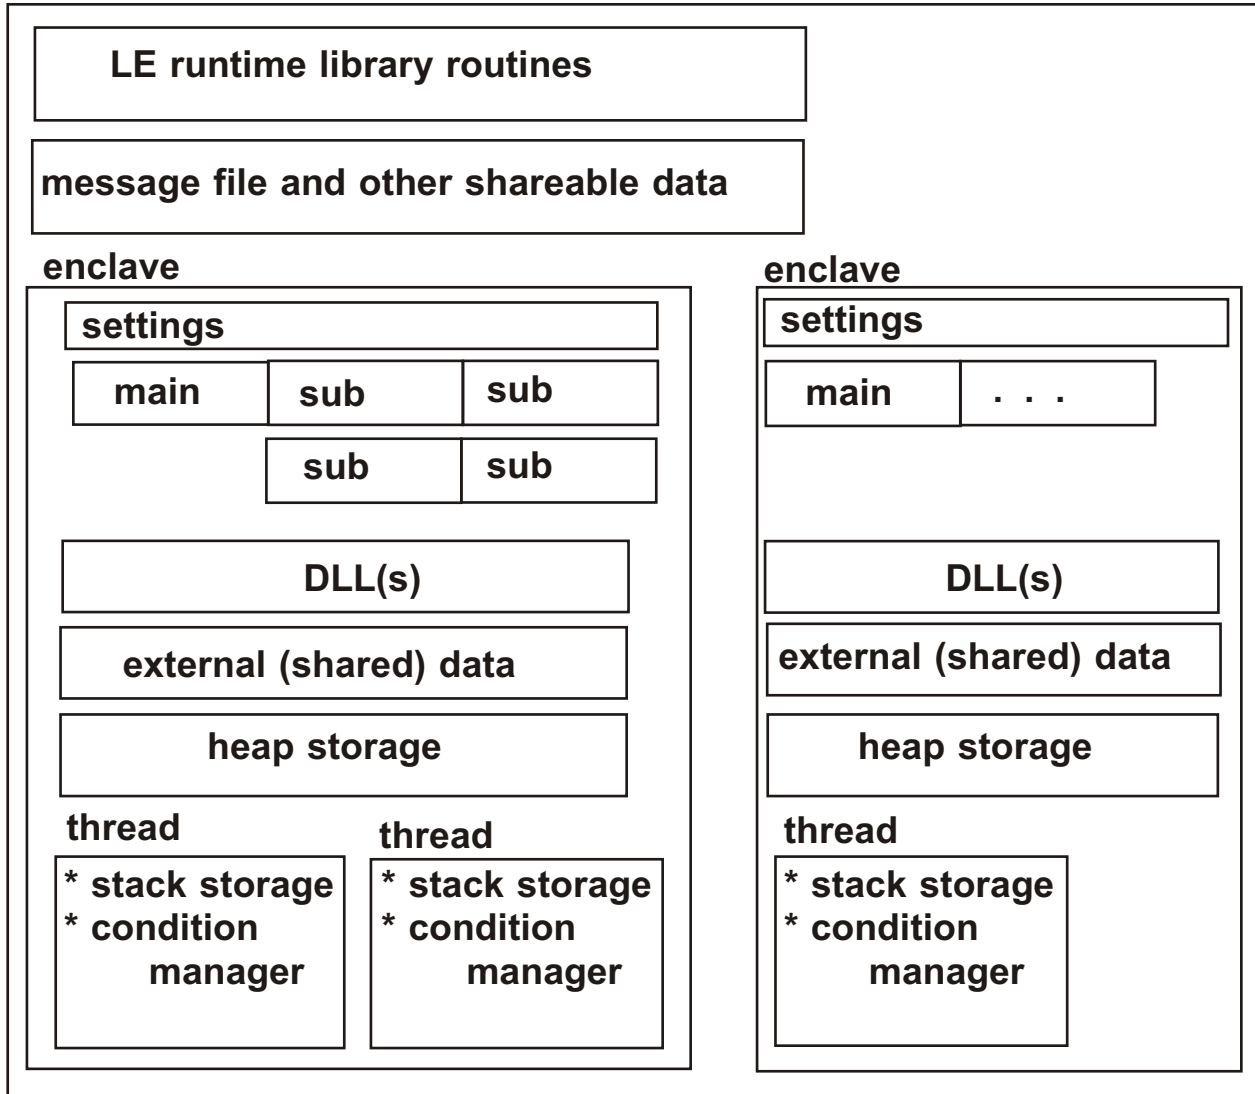 LE runtime library routines
message file and other shareable data
enclave
settings
main sub sub
sub sub
DLL(s)
external (shared) data
heap storage
thread
* stack storage
* condition
manager
thread
* stack storage
* condition
manager
enclave
settings
main . . .
DLL(s)
external (shared) data
heap storage
thread
* stack storage
* condition
manager